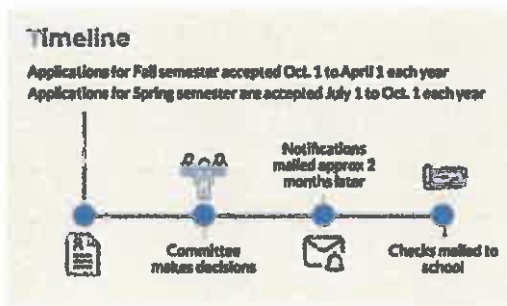 Timeline
Applications for Fall semester accepted Oct. 1 to April 1 each year
Applications for Spring semester are accepted July 1 to Oct. 1 each year
Notifications
mailed approx 2
months later
Committee
makes decisions
Checks mailed to
school